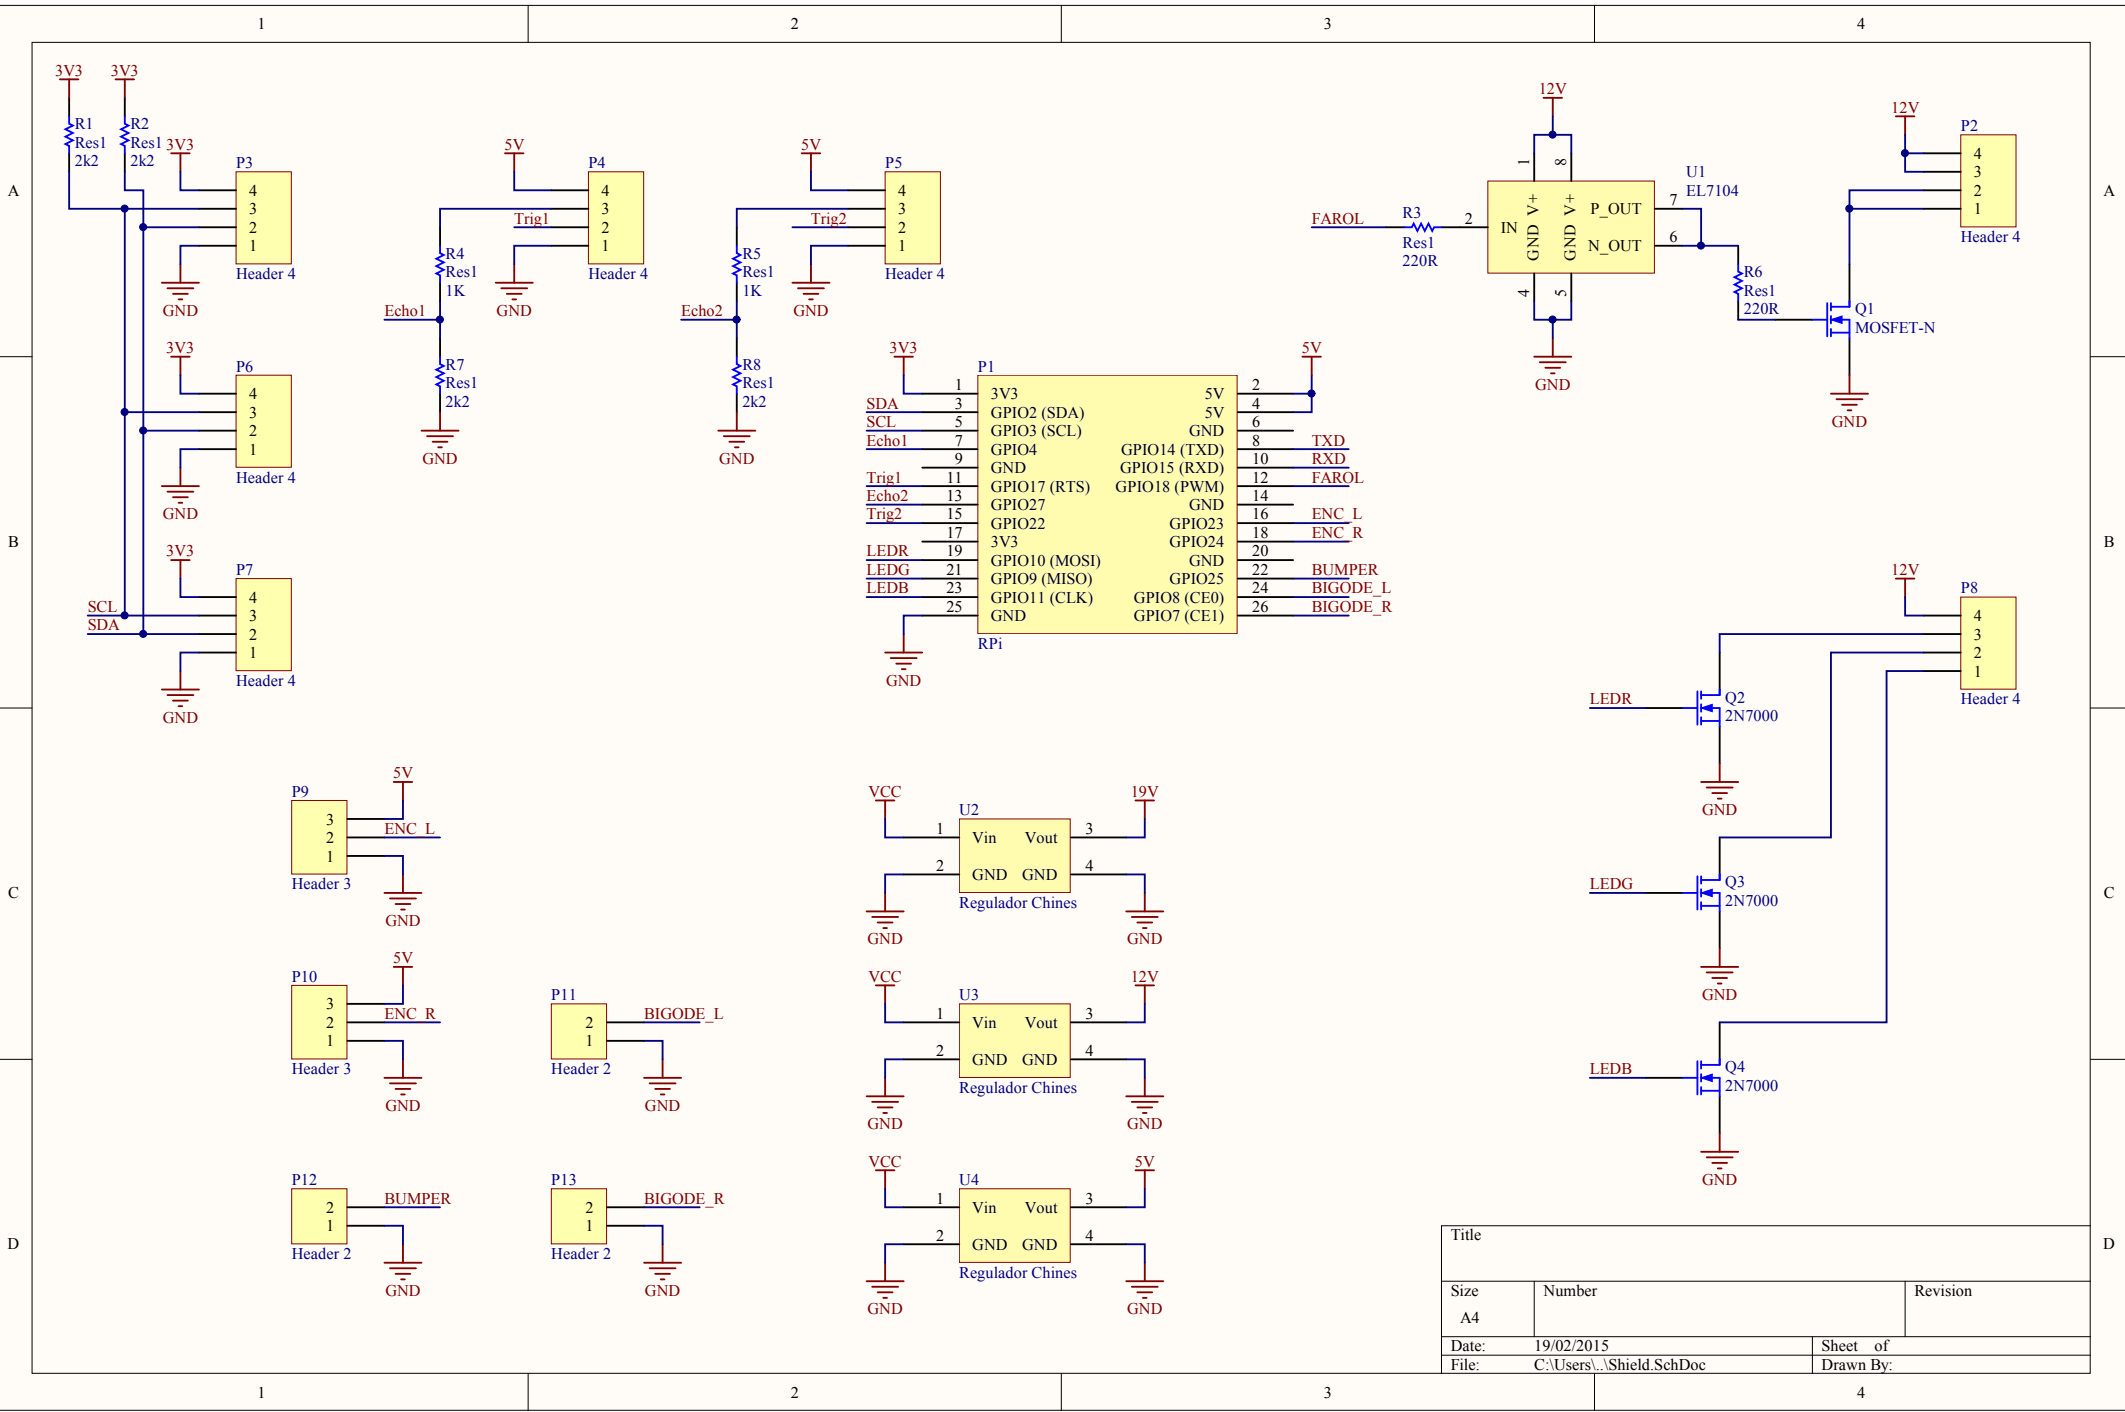 1 2 3 4
A
B
C
D
3V3 3V3
R1
Res1
2k2
R2
Res1
2k2
3V3
P3
4
3
2
1
Header 4
GND
3V3
P6
4
3
2
1
Header 4
GND
3V3
P7
SCL
SDA
4
3
2
1
Header 4
GND
5V
P4
4
3
Trig1 2
1
Header 4
GND
R4
Res1
1K
Echo1
R7
Res1
2k2
GND
5V
P5
4
3
Trig2 2
1
Header 4
GND
R5
Res1
1K
Echo2
R8
Res1
2k2
GND
3V3
5V
P1
1 3V3 5V 2
SDA 3 GPIO2 (SDA) 5V 4
SCL 5 GPIO3 (SCL) GND 6
Echo1 7 GPIO4 GPIO14 (TXD) 8 TXD
9 GND GPIO15 (RXD) 10 RXD
Trig1 11 GPIO17 (RTS) GPIO18 (PWM) 12 FAROL
Echo2 13 GPIO27 GND 14
Trig2 15 GPIO22 GPIO23 16 ENC_L
17 3V3 GPIO24 18 ENC_R
LEDR 19 GPIO10 (MOSI) GND 20
LEDG 21 GPIO9 (MISO) GPIO25 22 BUMPER
LEDB 23 GPIO11 (CLK) GPIO8 (CE0) 24 BIGODE_L
25 GND GPIO7 (CE1) 26 BIGODE_R
RPi
GND
12V
1 8
U1
EL7104
FAROL
R3
Res1
220R
2 IN
V+ V+
GND GND
P_OUT 7
N_OUT 6
4 5
GND
R6
Res1
220R
Q1
MOSFET-N
GND
12V
P2
4
3
2
1
Header 4
12V
P8
4
3
2
1
Header 4
LEDR
Q2
2N7000
GND
LEDG
Q3
2N7000
GND
LEDB
Q4
2N7000
GND
5V
P9
3
2 ENC_L
1
Header 3
GND
5V
P10
3
2 ENC_R
1
Header 3
GND
P11
2 BIGODE_L
1
Header 2
GND
P12
2 BUMPER
1
Header 2
GND
P13
2 BIGODE_R
1
Header 2
GND
VCC 19V
U2
1 Vin Vout 3
2 GND GND 4
Regulador Chines
GND GND
VCC 12V
U3
1 Vin Vout 3
2 GND GND 4
Regulador Chines
GND GND
VCC 5V
U4
1 Vin Vout 3
2 GND GND 4
Regulador Chines
GND GND
A
B
C
D
Title
Size Number Revision
A4
Date: 19/02/2015 Sheet of
File: C:\Users\..\Shield.SchDoc Drawn By:
1 2 3 4